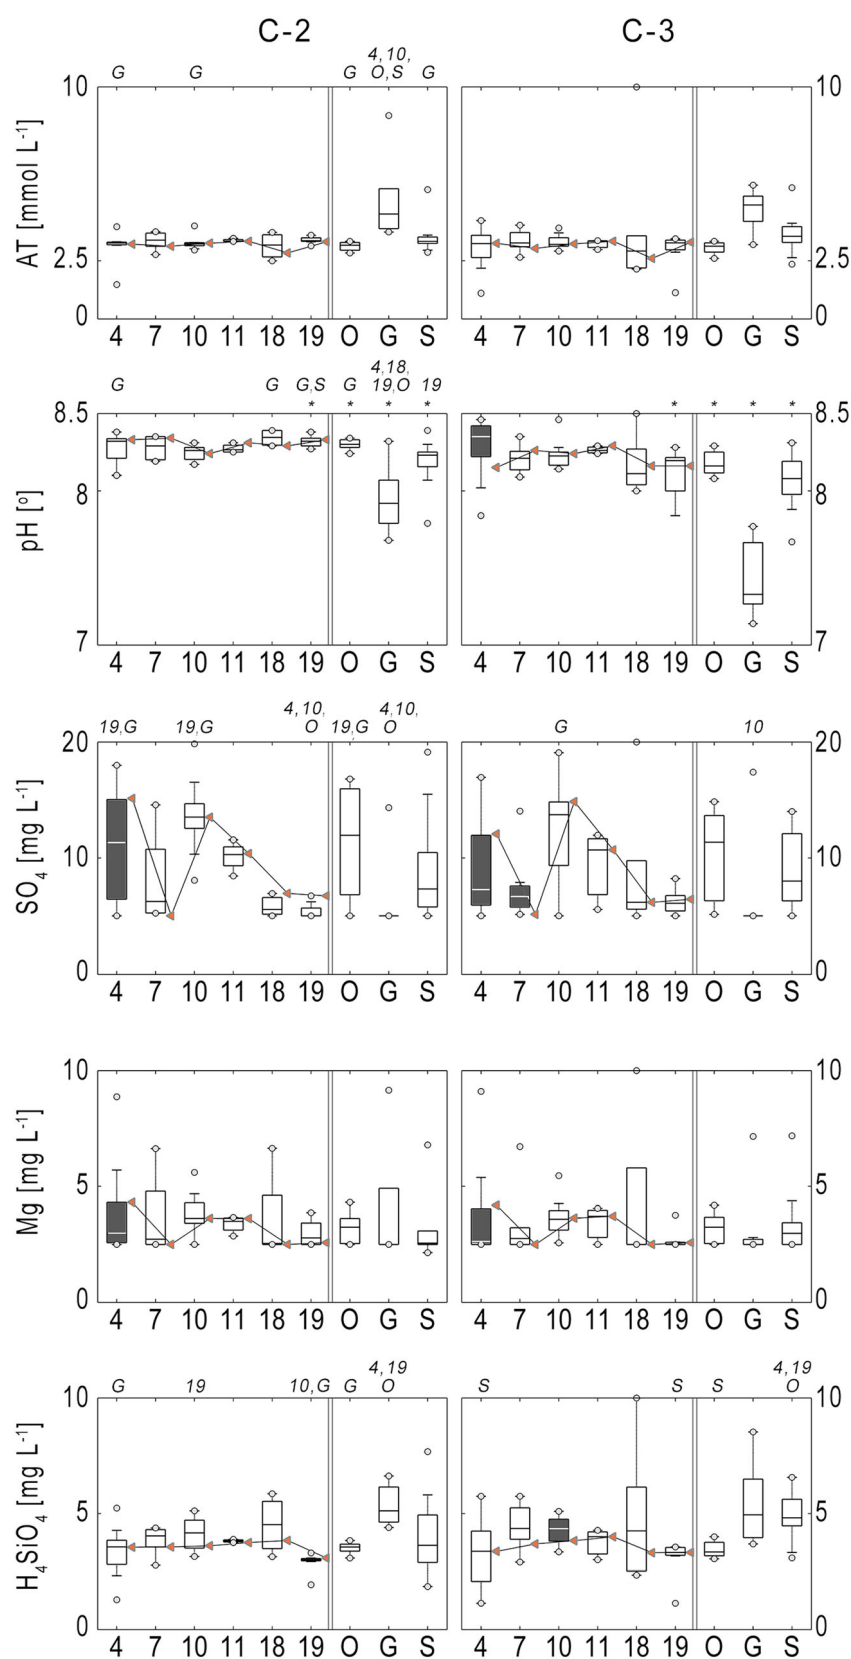 C-2 C-3
4,10,
G G G O,S G
10 10
AT [mmol L⁻¹]
2.5 2.5
0 0
4 7 10 11 18 19 O G S 4 7 10 11 18 19 O G S
4,18,
G G G,S G 19,O 19
* * * * * * * *
8.5 8.5
pH [º]
8 8
7 7
4 7 10 11 18 19 O G S 4 7 10 11 18 19 O G S
4,10, 4,10,
19,G 19,G O 19,G O G 10
20 20
SO₄ [mg L⁻¹]
10 10
0 0
4 7 10 11 18 19 O G S 4 7 10 11 18 19 O G S
10 10
Mg [mg L⁻¹]
5 5
0 0
4 7 10 11 18 19 O G S 4 7 10 11 18 19 O G S
4,19 4,19
G 19 10,G G O S S S O
10 10
H₄SiO₄ [mg L⁻¹]
5 5
0 0
4 7 10 11 18 19 O G S 4 7 10 11 18 19 O G S